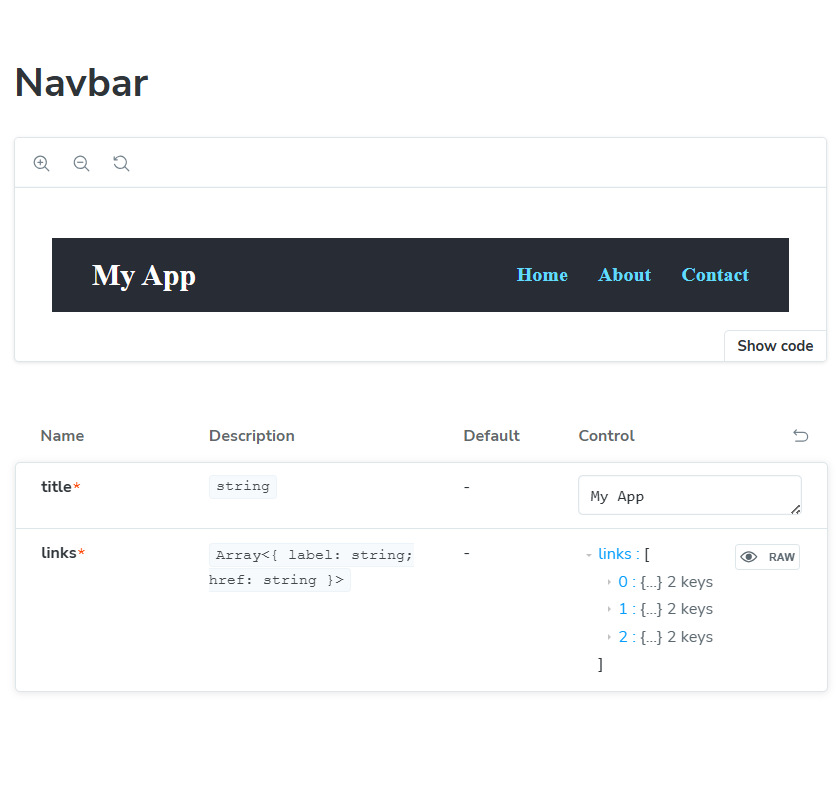 Navbar
My App Home About Contact
Show code
Name Description Default Control
title* string - My App
links* Array<{ label: string; - links : [ RAW
href: string }> 0 : {...} 2 keys
1 : {...} 2 keys
2 : {...} 2 keys
]